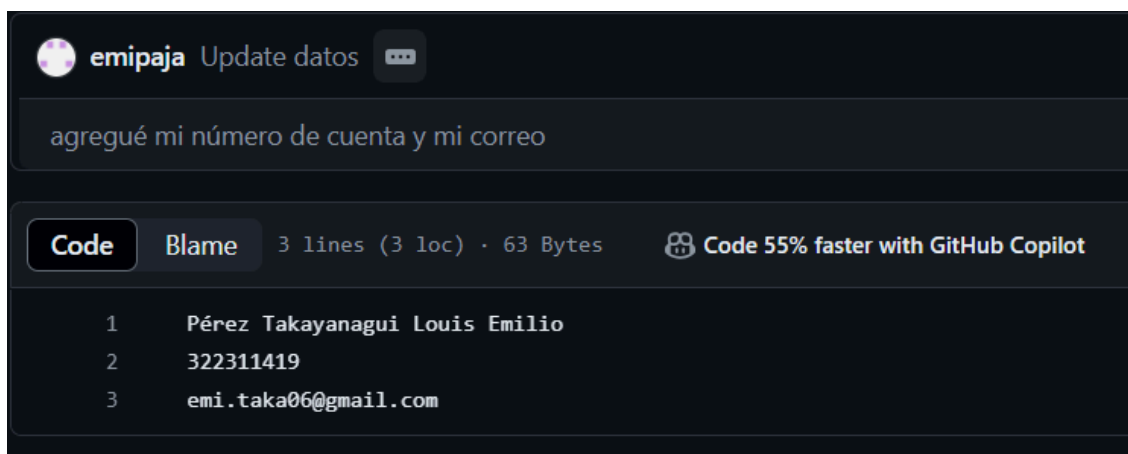 emipaja Update datos
agregué mi número de cuenta y mi correo
Code Blame 3 lines (3 loc) · 63 Bytes Code 55% faster with GitHub Copilot
1 Pérez Takayanagui Louis Emilio
2 322311419
3 emi.taka06@gmail.com